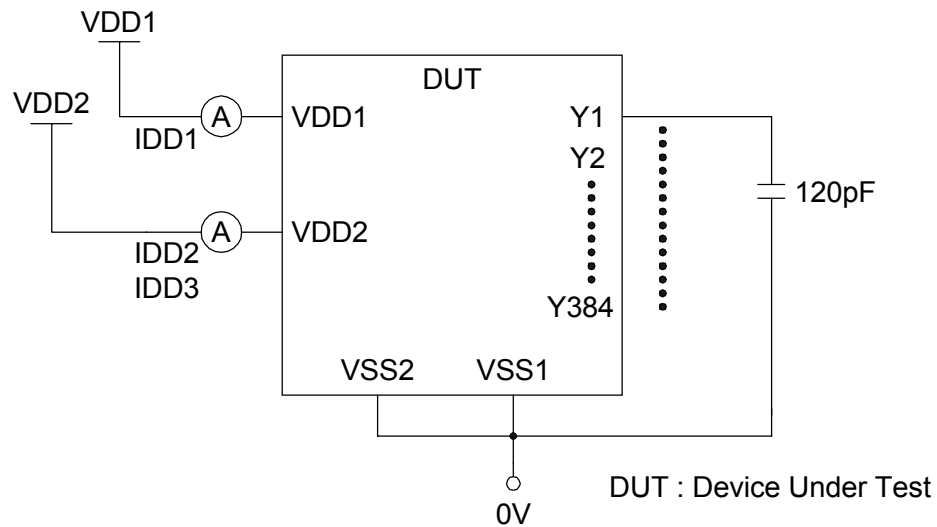 VDD1
DUT
VDD2
A
VDD1
Y1
IDD1
Y2
120pF
A
VDD2
IDD2
IDD3
Y384
VSS2
VSS1
DUT : Device Under Test
0V